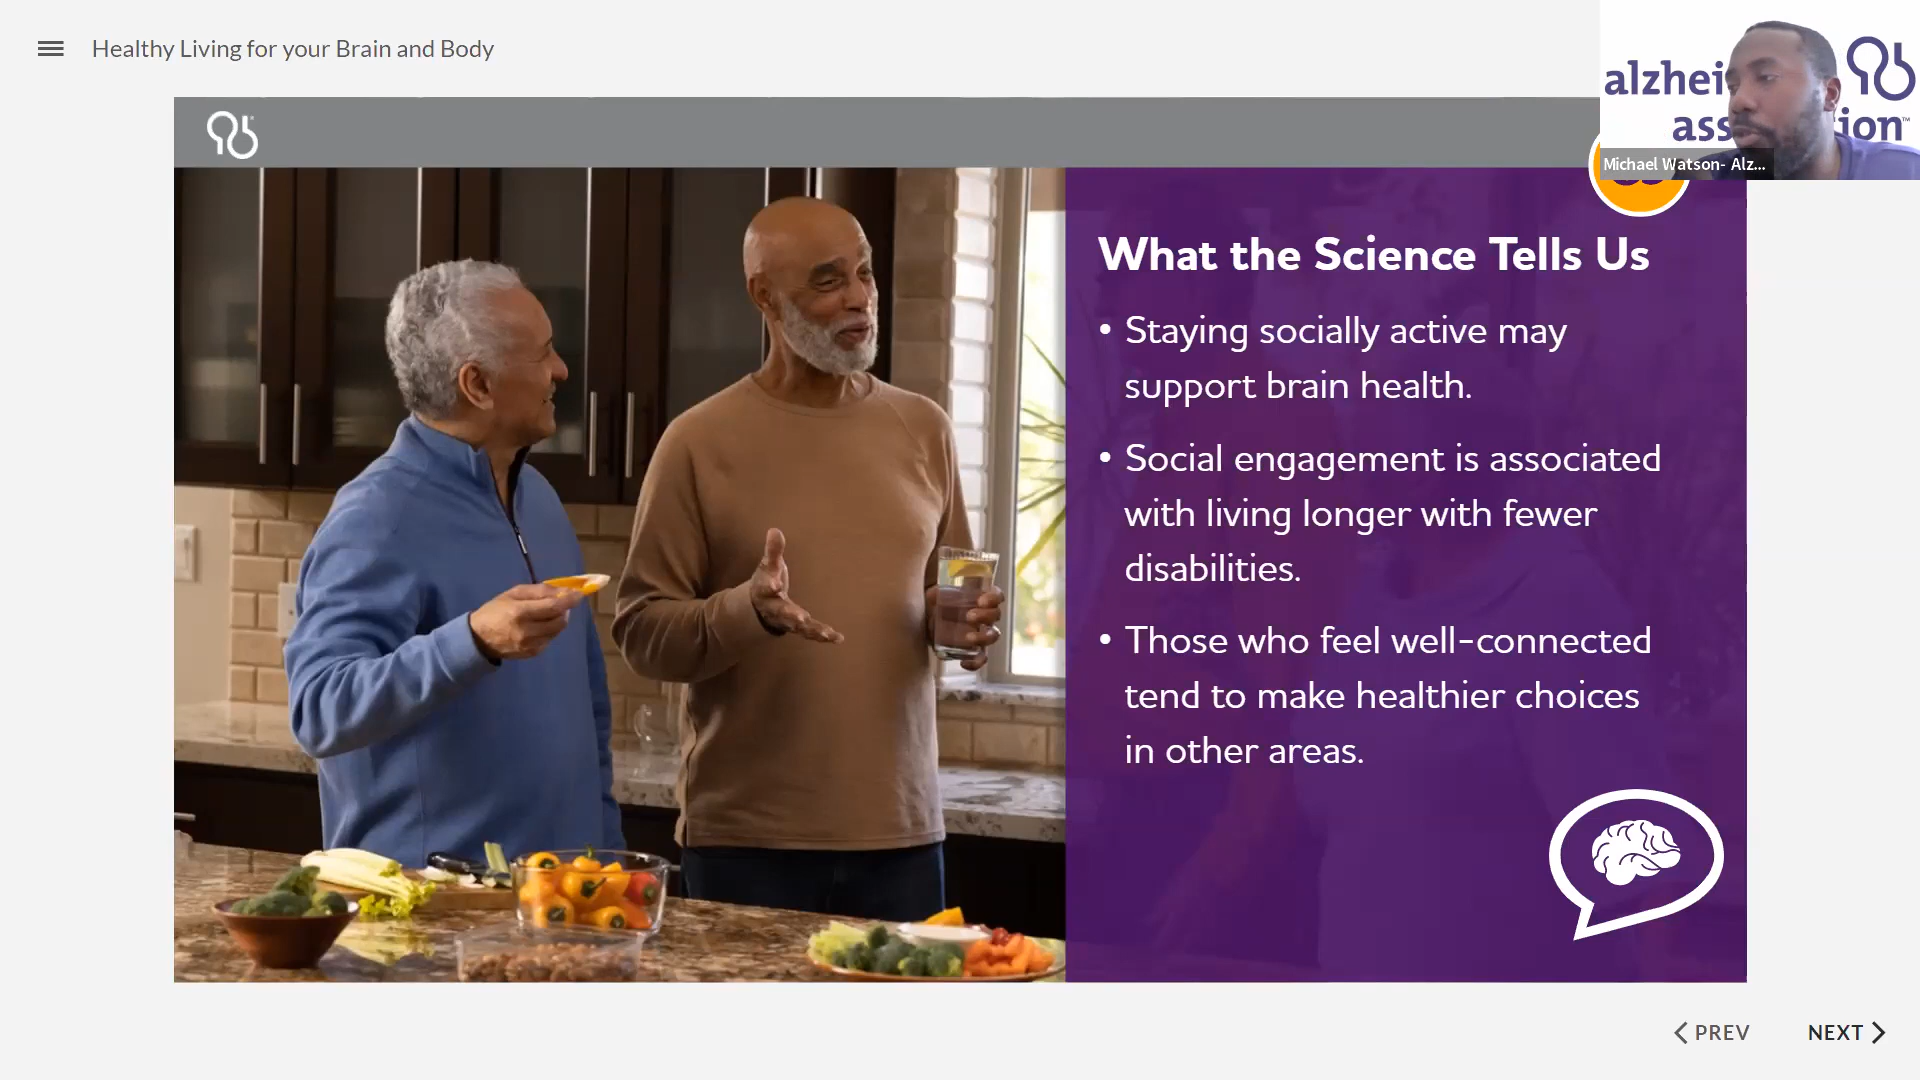 Healthy Living for your Brain and Body
alzhei
ass ion™
Michael Watson- Alz...
What the Science Tells Us
• Staying socially active may
support brain health.
• Social engagement is associated
with living longer with fewer
disabilities.
• Those who feel well-connected
tend to make healthier choices
in other areas.
PREV
NEXT